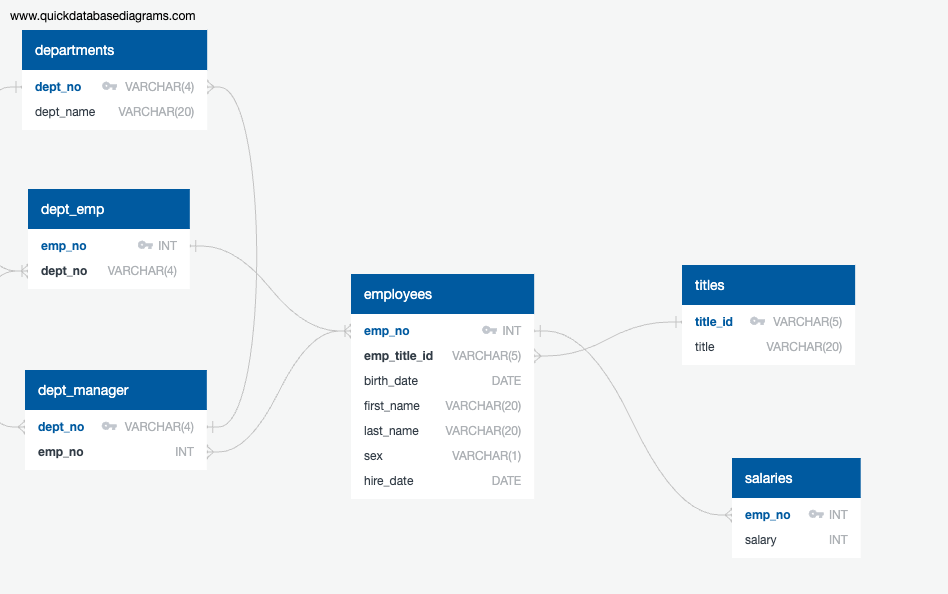 www.quickdatabasediagrams.com
departments
dept_no VARCHAR(4)
dept_name VARCHAR(20)
dept_emp
emp_no INT
dept_no VARCHAR(4)
employees
emp_no INT
emp_title_id VARCHAR(5)
birth_date DATE
first_name VARCHAR(20)
last_name VARCHAR(20)
sex VARCHAR(1)
hire_date DATE
titles
title_id VARCHAR(5)
title VARCHAR(20)
dept_manager
dept_no VARCHAR(4)
emp_no INT
salaries
emp_no INT
salary INT